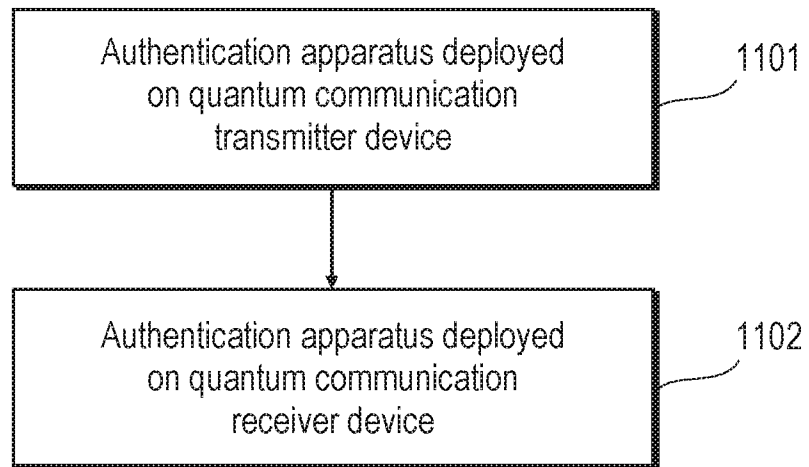 Authentication apparatus deployed
on quantum communication
transmitter device
1101
Authentication apparatus deployed
on quantum communication
receiver device
1102